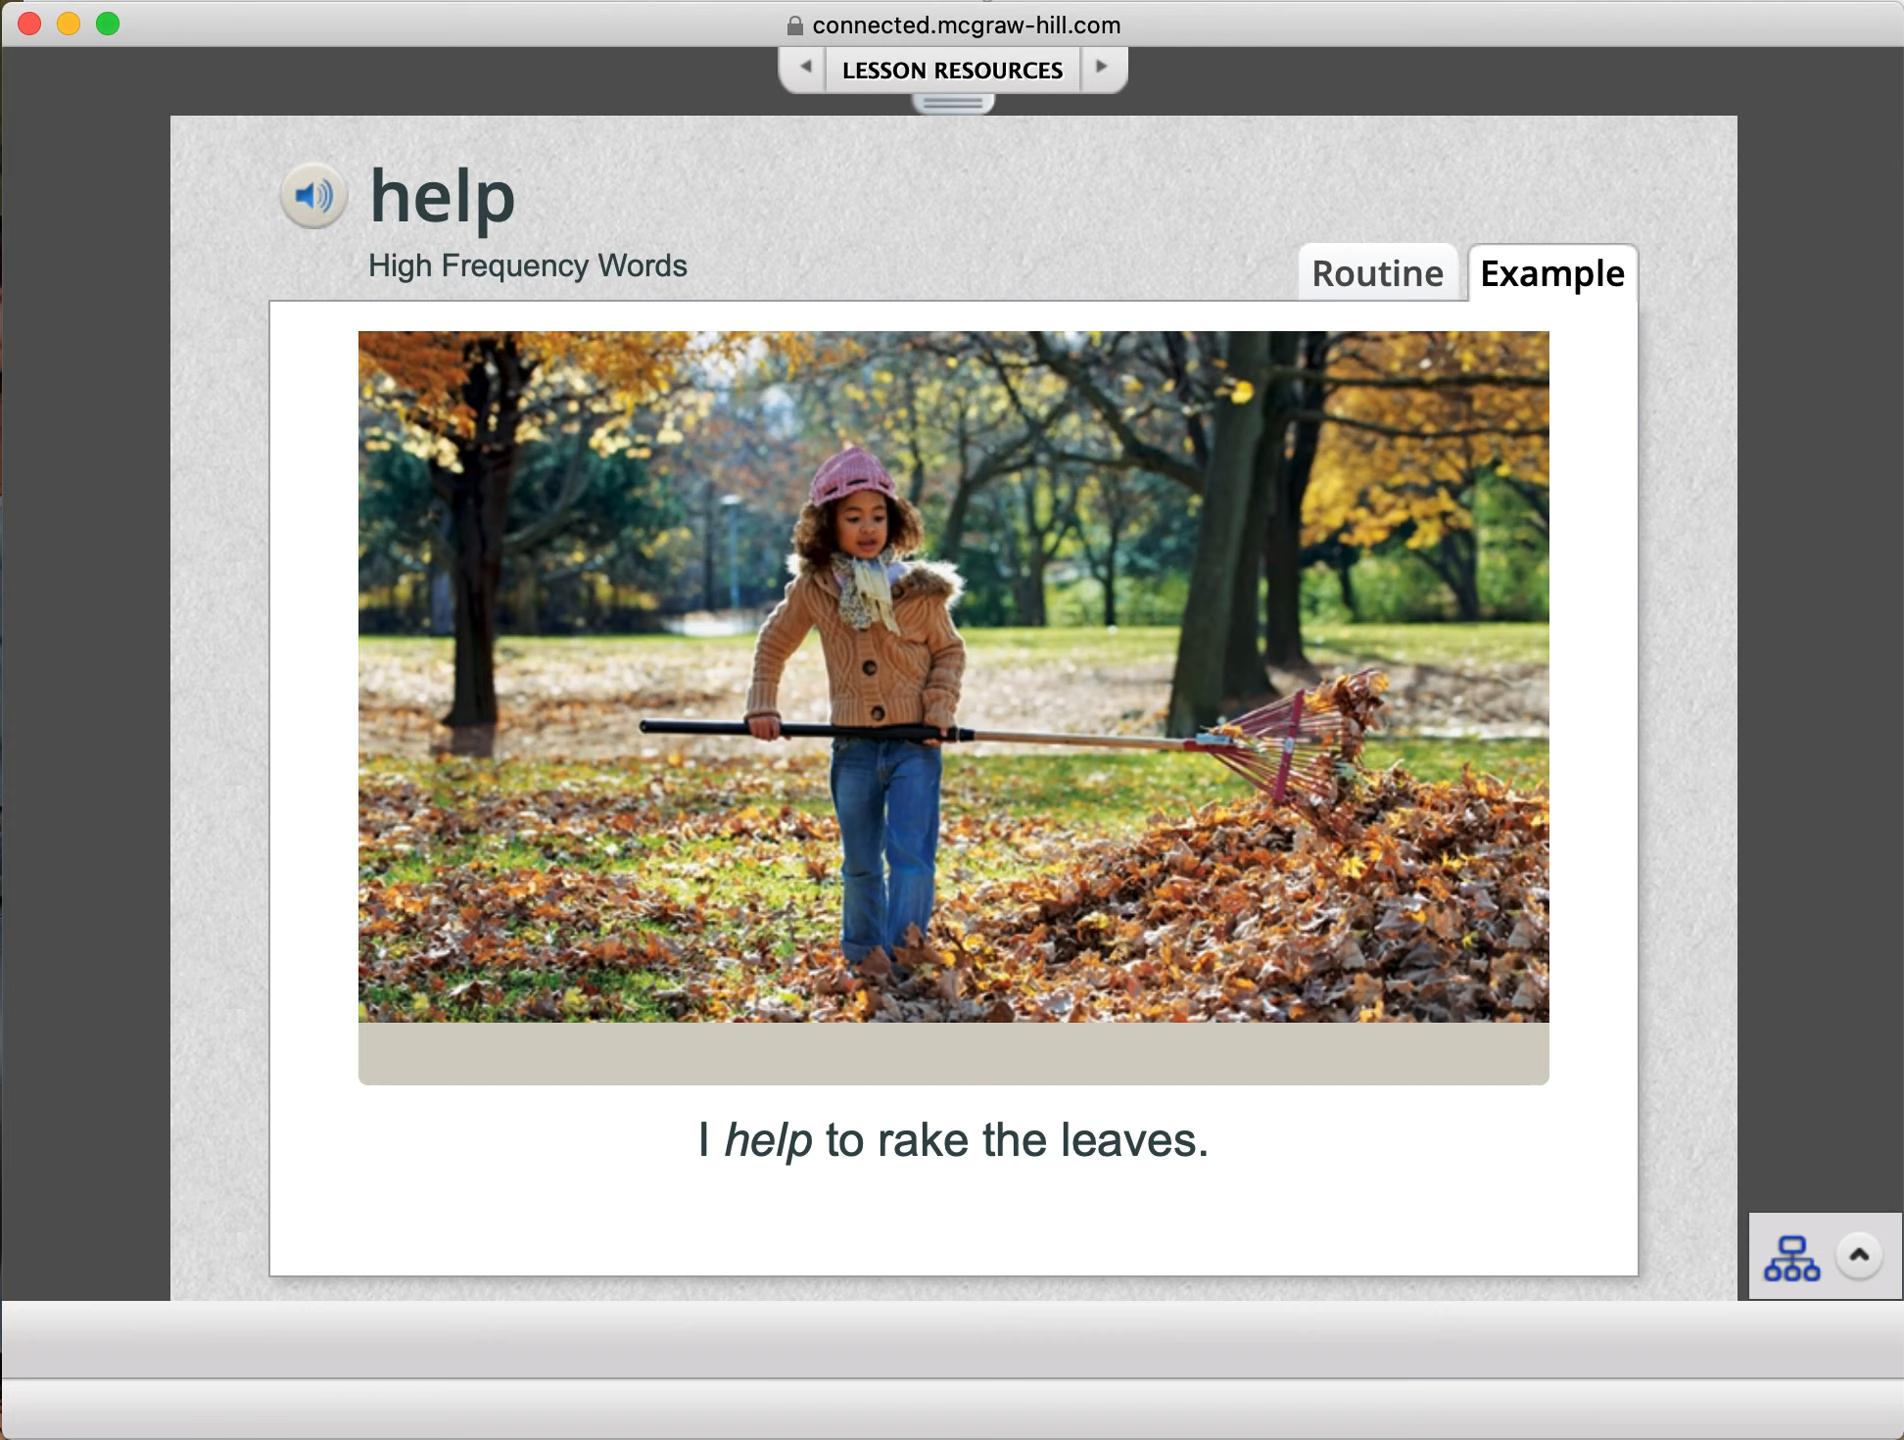 connected.mcgraw-hill.com
LESSON RESOURCES
help
High Frequency Words
Routine Example
I help to rake the leaves.